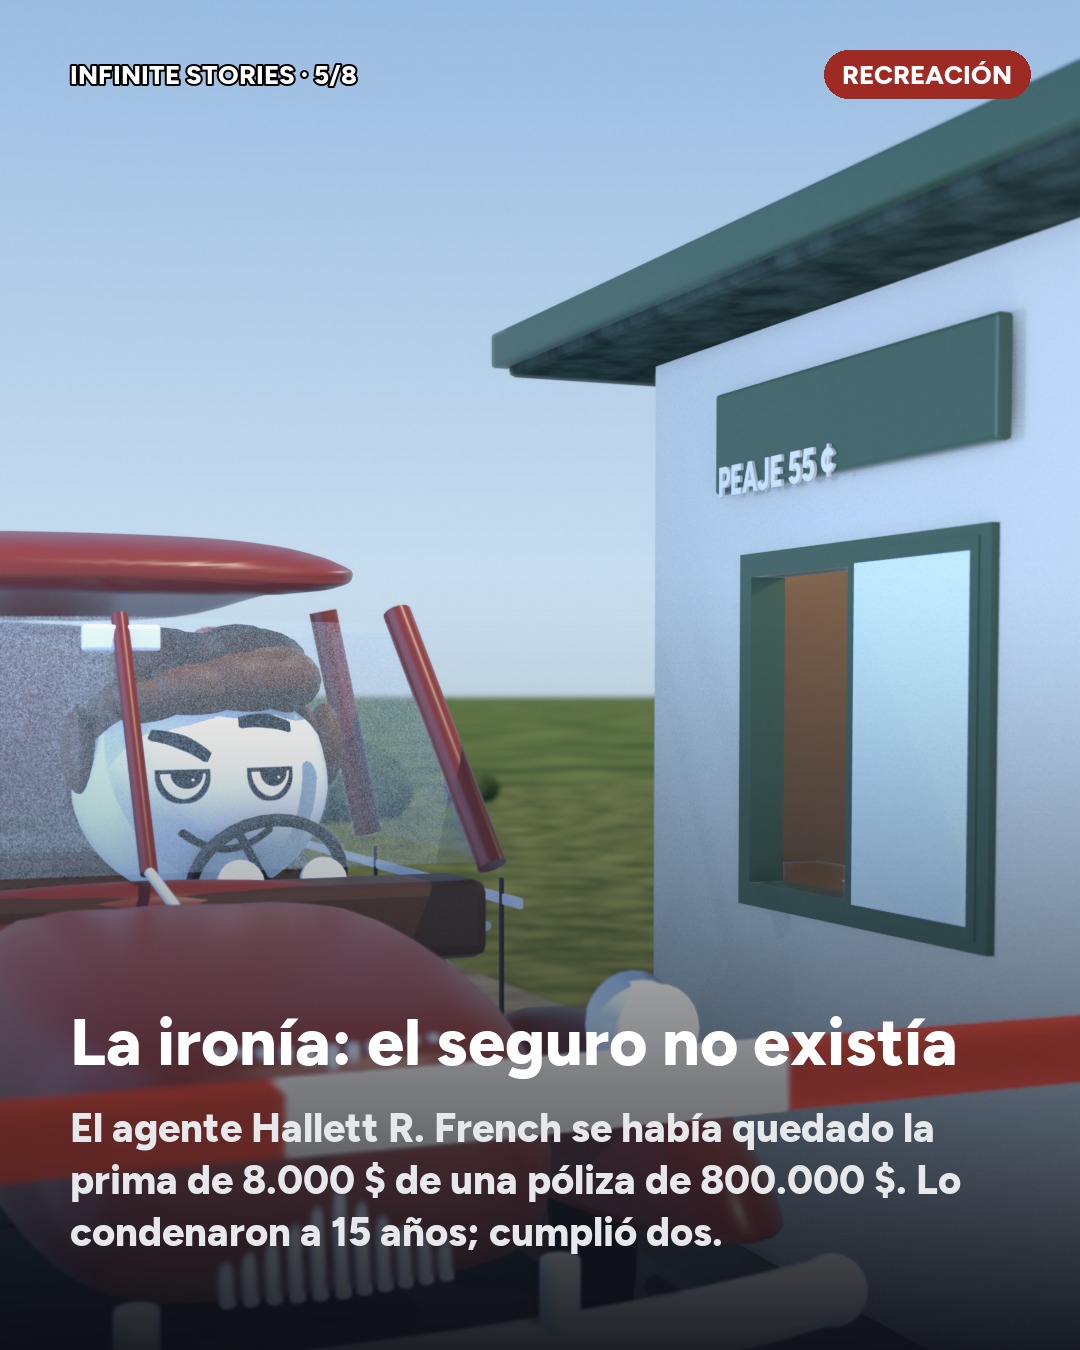 INFINITE STORIES · 5/8
RECREACIÓN
PEAJE 55 ¢
La ironía: el seguro no existía
El agente Hallett R. French se había quedado la
prima de 8.000 $ de una póliza de 800.000 $. Lo
condenaron a 15 años; cumplió dos.